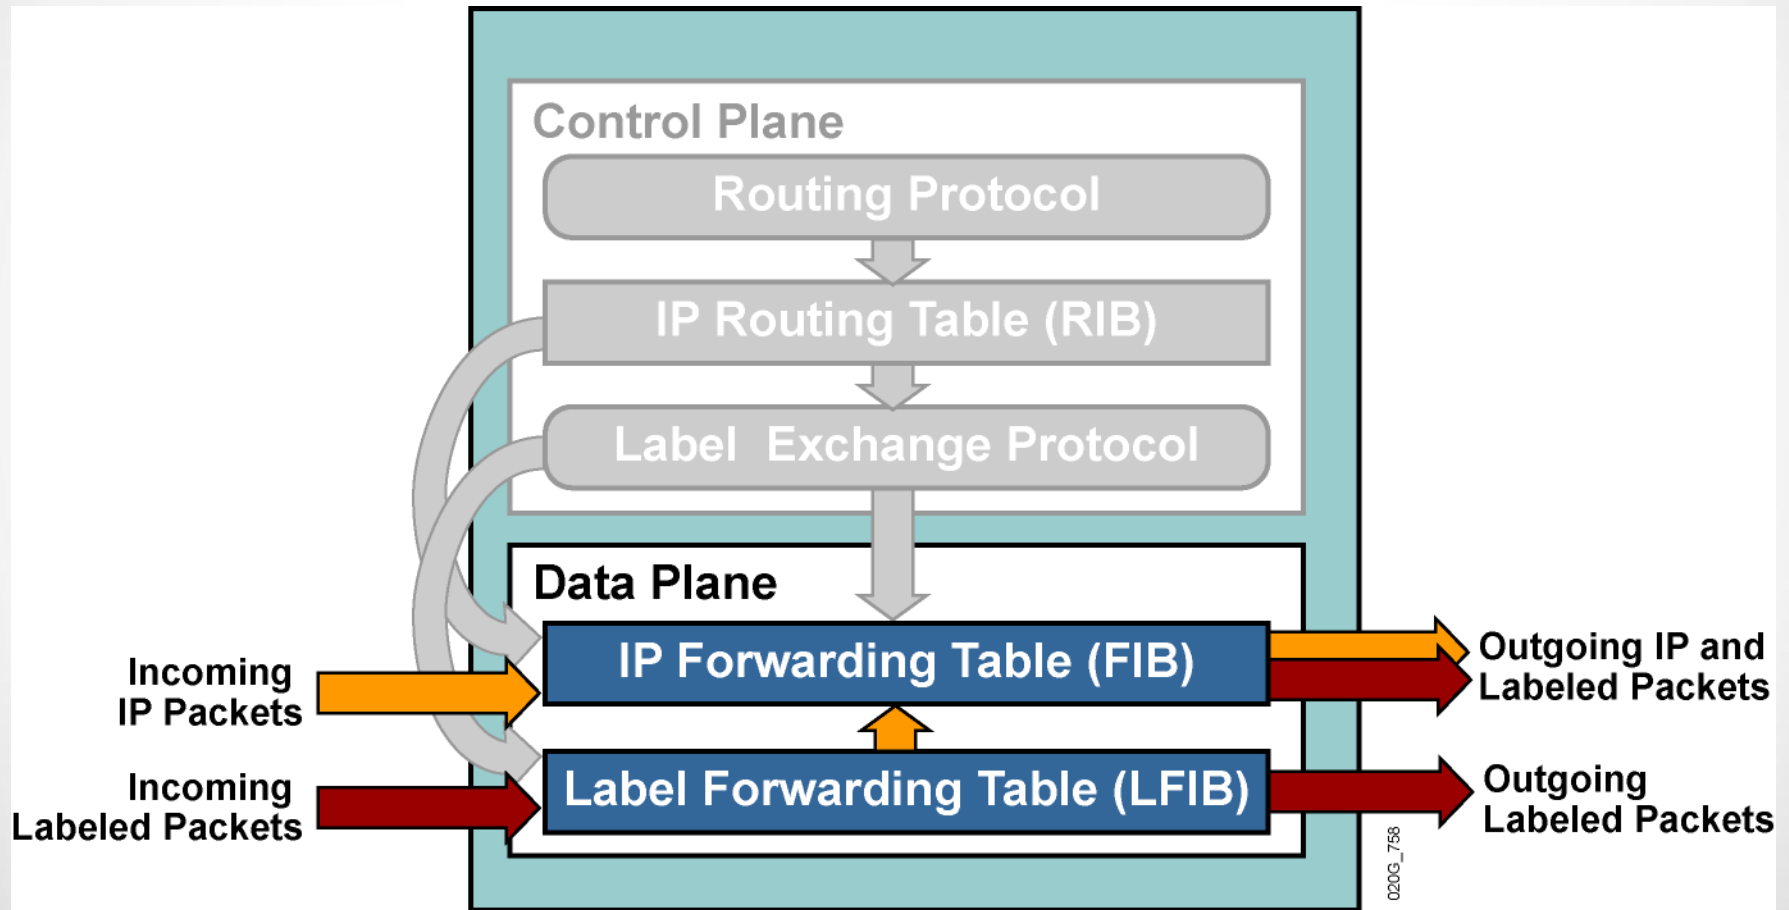 Control Plane
Routing Protocol
IP Routing Table (RIB)
Label Exchange Protocol
Data Plane
IP Forwarding Table (FIB)
Incoming
IP Packets
Outgoing IP and
Labeled Packets
Label Forwarding Table (LFIB)
Incoming
Labeled Packets
Outgoing
Labeled Packets
020G_758